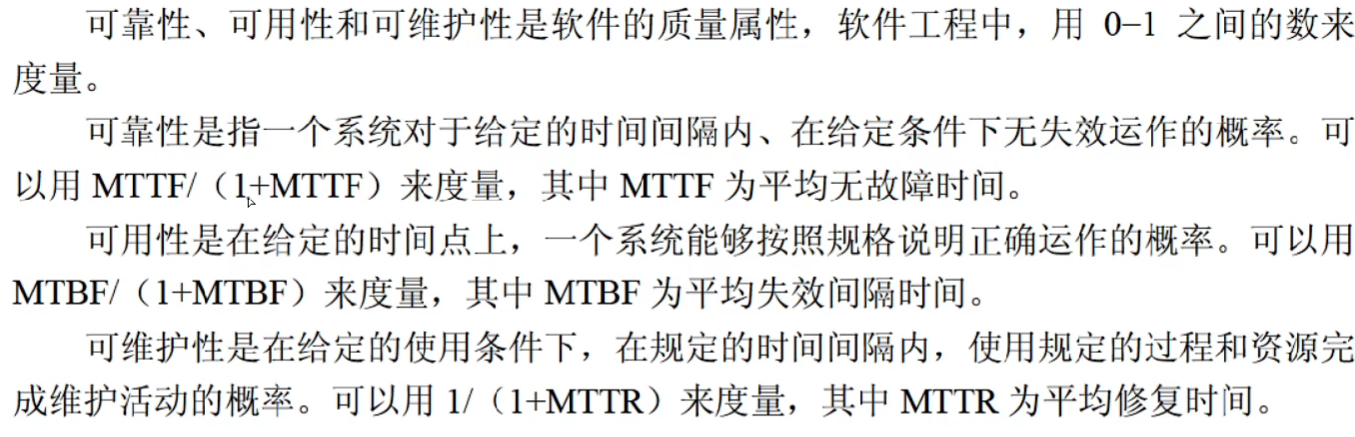 可靠性、可用性和可维护性是软件的质量属性，软件工程中，用 0–1 之间的数来
度量。
可靠性是指一个系统对于给定的时间间隔内、在给定条件下无失效运作的概率。可
以用 MTTF/（1+MTTF）来度量，其中 MTTF 为平均无故障时间。
可用性是在给定的时间点上，一个系统能够按照规格说明正确运作的概率。可以用
MTBF/（1+MTBF）来度量，其中 MTBF 为平均失效间隔时间。
可维护性是在给定的使用条件下，在规定的时间间隔内，使用规定的过程和资源完
成维护活动的概率。可以用 1/（1+MTTR）来度量，其中 MTTR 为平均修复时间。